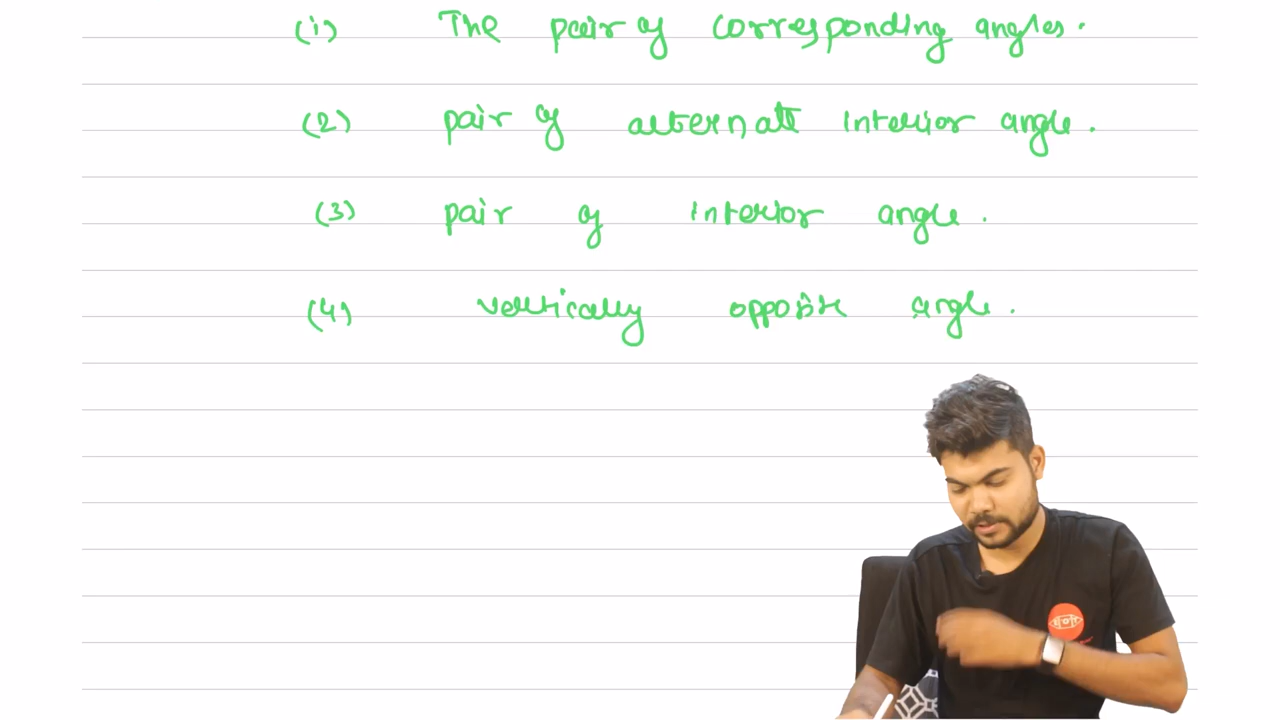 (i) The pair of corresponding angles.
(2) pair of alternate interior angle.
(3) pair of interior angle.
(4) vertically opposite angle.